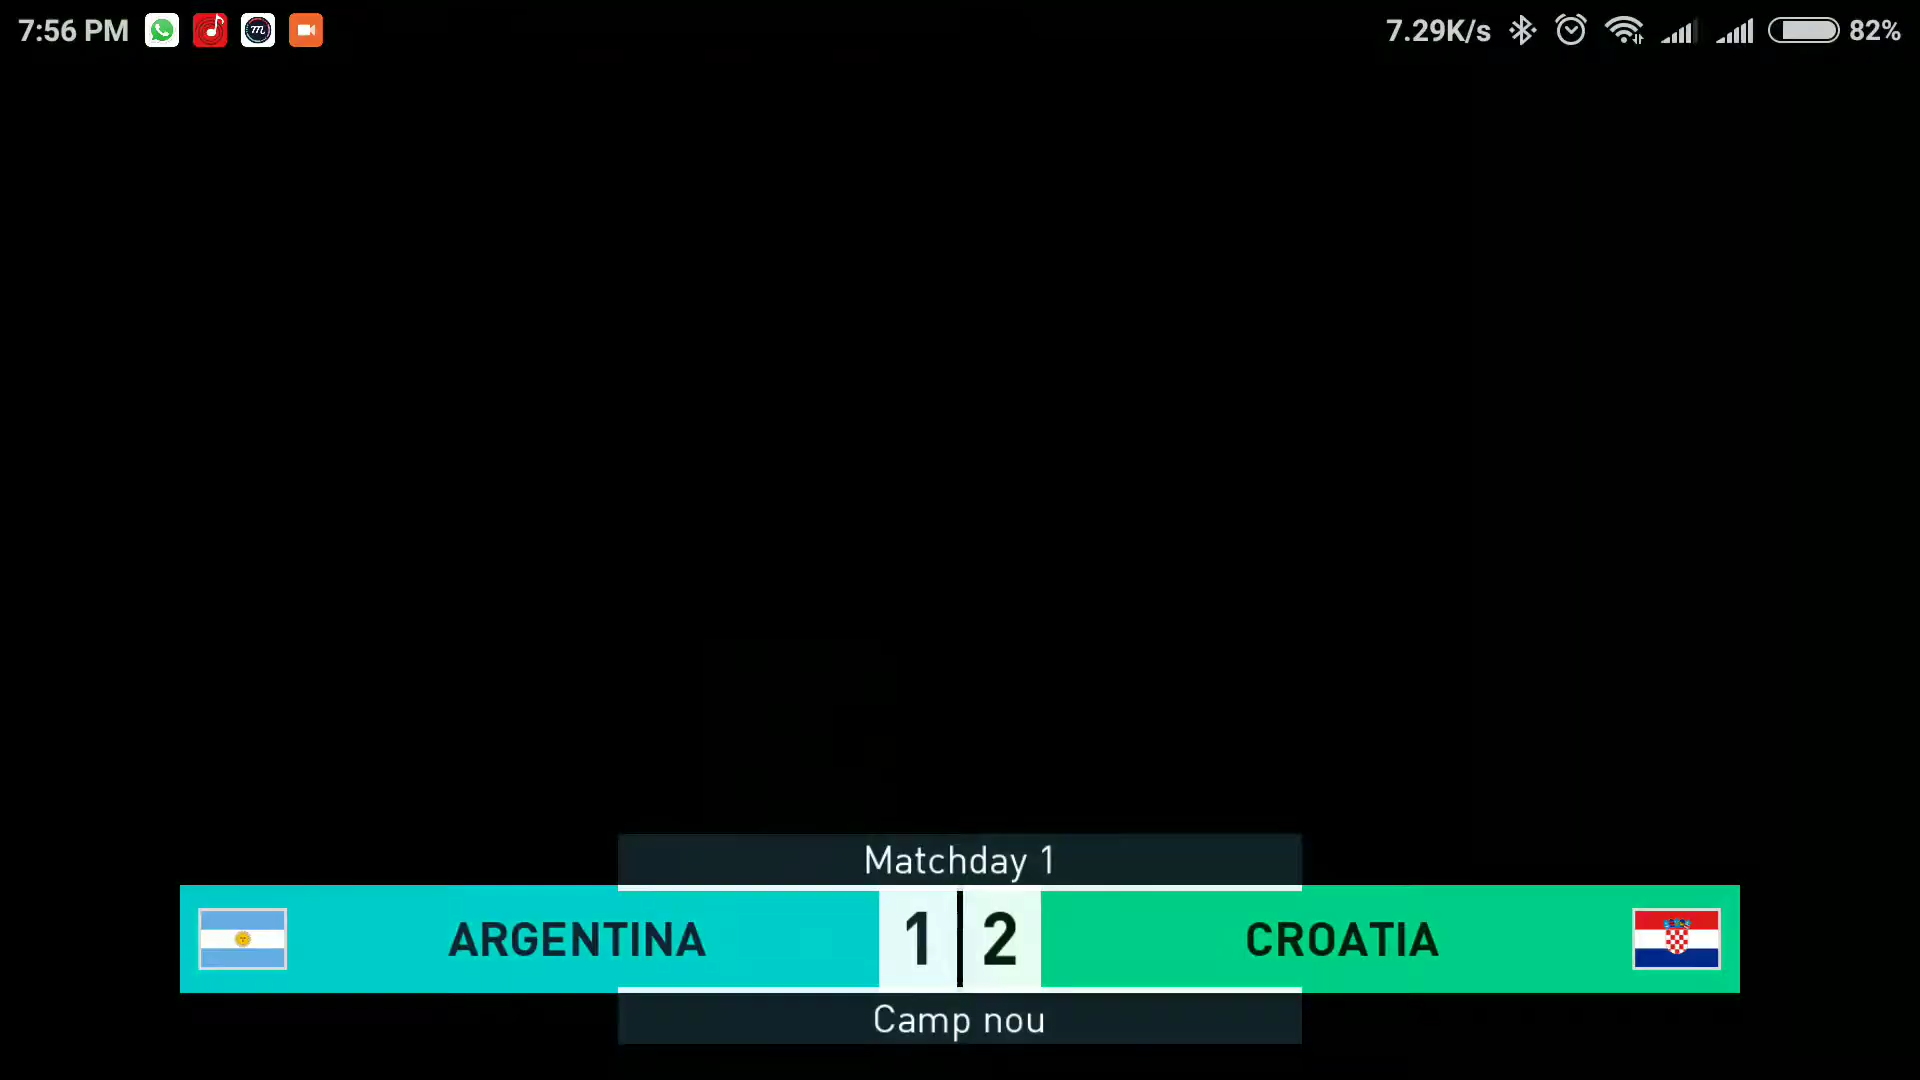 7:56 PM 7.29K/s 82%
Matchday 1
ARGENTINA 1 2 CROATIA
Camp nou